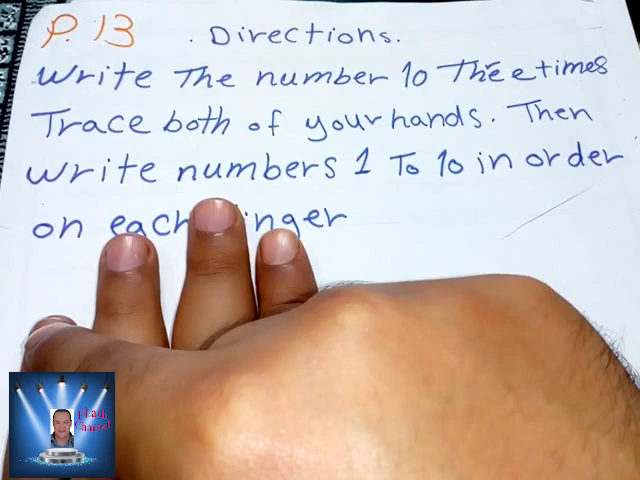 P. 13 . Directions.
Write The number 10 Thee times
Trace both of your hands. Then
Write numbers 1 To 10 in order
on each inger